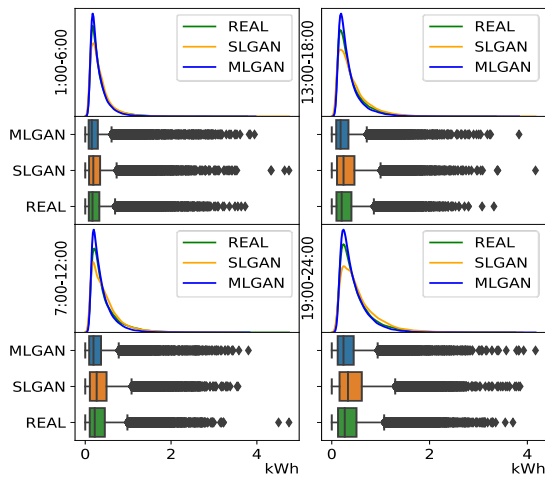 1:00-6:00
REAL
SLGAN
MLGAN
MLGAN
SLGAN
REAL
13:00-18:00
REAL
SLGAN
MLGAN
7:00-12:00
REAL
SLGAN
MLGAN
MLGAN
SLGAN
REAL
0 2 4
kWh
19:00-24:00
REAL
SLGAN
MLGAN
0 2 4
kWh